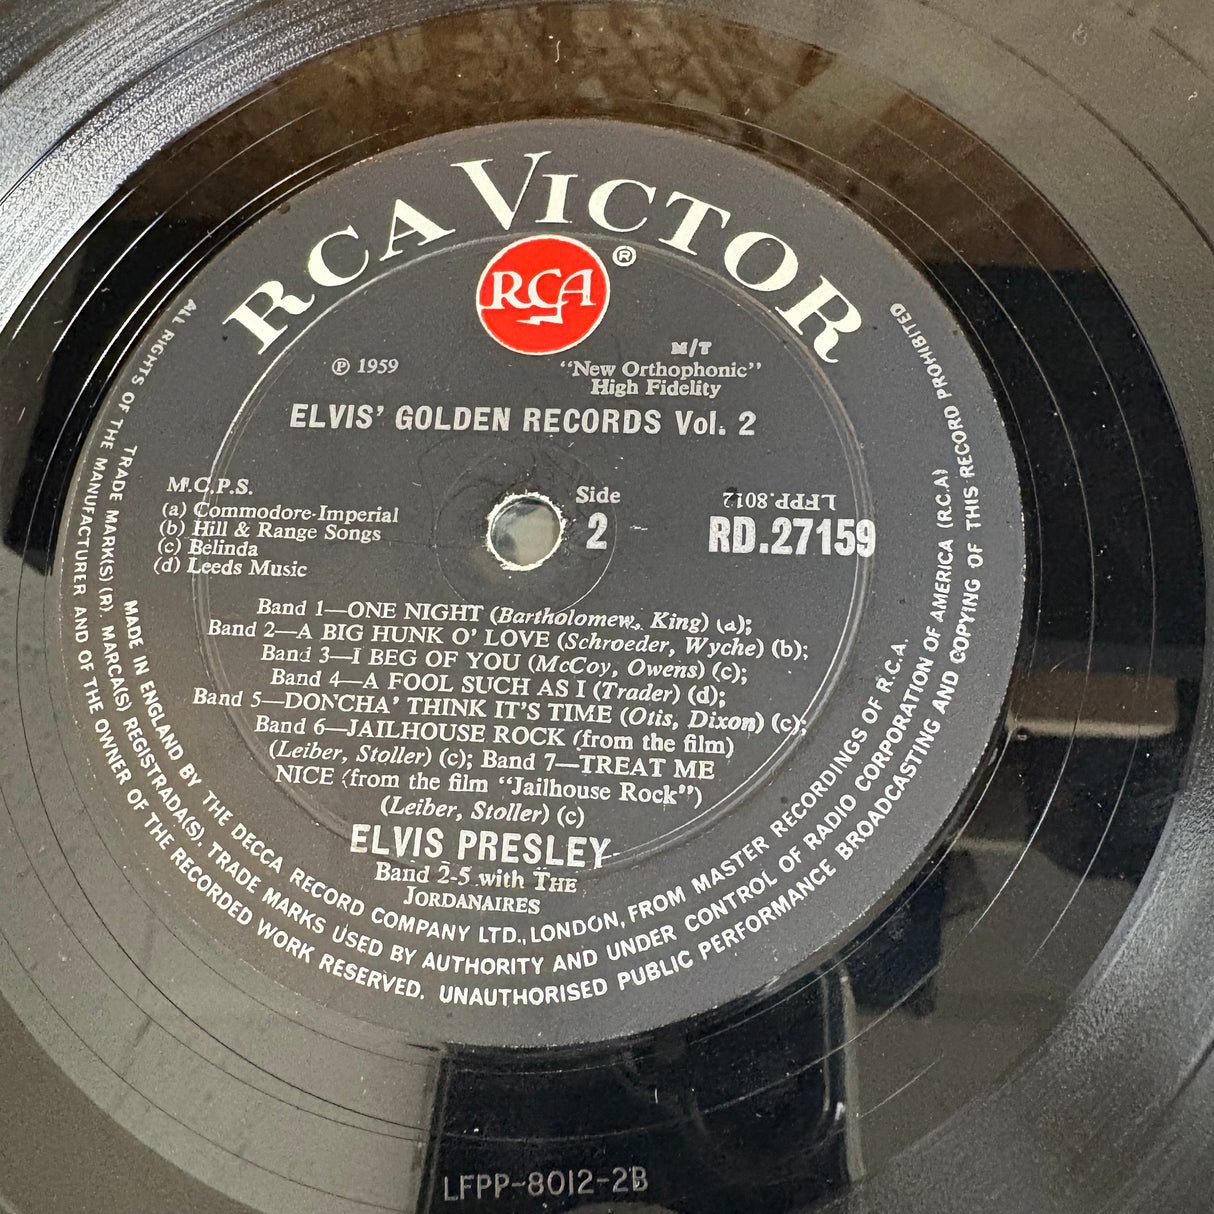 RCA VICTOR
RCA
®
℗ 1959
M/T
"New Orthophonic"
High Fidelity
ELVIS' GOLDEN RECORDS Vol. 2
M.C.P.S.
(a) Commodore-Imperial
(b) Hill & Range Songs
(c) Belinda
(d) Leeds Music
Side
2
LFPP.8012
RD.27159
Band 1—ONE NIGHT (Bartholomew, King) (a);
Band 2—A BIG HUNK O' LOVE (Schroeder, Wyche) (b);
Band 3—I BEG OF YOU (McCoy, Owens) (c);
Band 4—A FOOL SUCH AS I (Trader) (d);
Band 5—DONCHA' THINK IT'S TIME (Otis, Dixon) (c);
Band 6—JAILHOUSE ROCK (from the film)
(Leiber, Stoller) (c); Band 7—TREAT ME
NICE (from the film "Jailhouse Rock")
(Leiber, Stoller) (c)
ELVIS PRESLEY
Band 2-5 with THE
JORDANAIRES
MADE IN ENGLAND BY THE DECCA RECORD COMPANY LTD., LONDON, FROM MASTER RECORDINGS OF R.C.A.
TRADE MARK(S) (R). MARCA(S) REGISTRADA(S). TRADE MARKS USED BY AUTHORITY AND UNDER CONTROL OF RADIO CORPORATION OF AMERICA (R.C.A)
ALL RIGHTS OF THE MANUFACTURER AND OF THE OWNER OF THE RECORDED WORK RESERVED. UNAUTHORISED PUBLIC PERFORMANCE BROADCASTING AND COPYING OF THIS RECORD PROHIBITED
LFPP-8012-2B